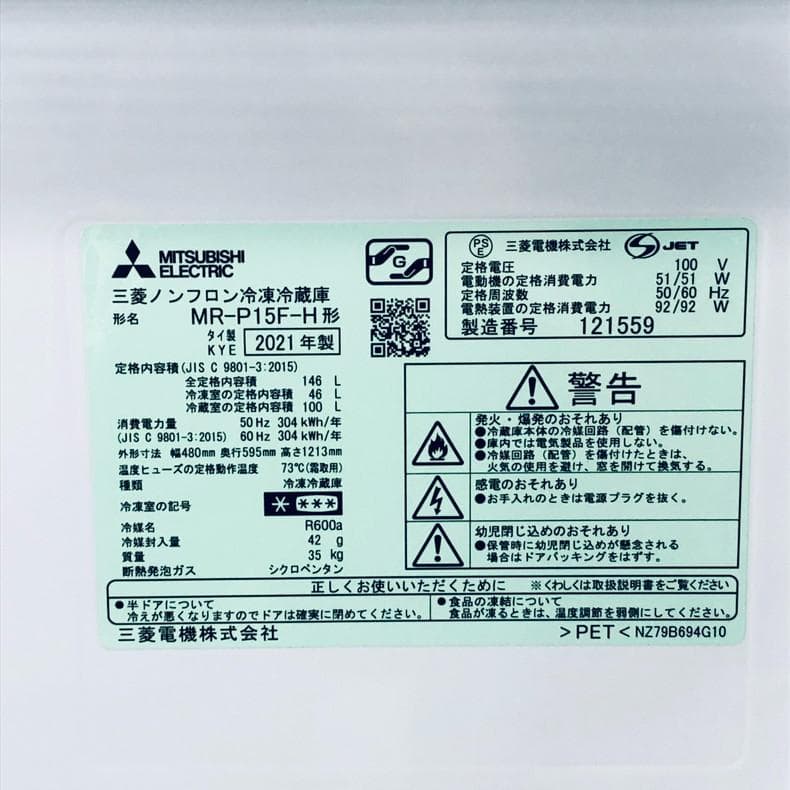 MITSUBISHI
ELECTRIC
三菱ノンフロン冷凍冷蔵庫
形名 MR-P15F-H 形
タイ製
KYE 2021 年製
定格内容積 (JIS C 9801-3:2015)
全定格内容積 146 L
冷凍室の定格内容積 46 L
冷蔵室の定格内容積 100 L
消費電力量 50 Hz 304 kWh/年
(JIS C 9801-3:2015) 60 Hz 304 kWh/年
外形寸法 幅480mm 奥行595mm 高さ1213mm
温度ヒューズの定格動作温度 73℃(霜取用)
種類 冷凍冷蔵庫
冷凍室の記号 * ***
冷媒名 R600a
冷媒封入量 42 g
質量 35 kg
断熱発泡ガス シクロペンタン
G
PS
E
三菱電機株式会社 S JET
定格電圧 100 V
電動機の定格消費電力 51/51 W
定格周波数 50/60 Hz
電熱装置の定格消費電力 92/92 W
製造番号 121559
警告
発火・爆発のおそれあり
●冷蔵庫本体の冷媒回路(配管)を傷付けない。
●庫内では電気製品を使用しない。
●冷媒回路(配管)を傷付けたときは、
火気の使用を避け、窓を開けて換気する。
感電のおそれあり
●お手入れのときは電源プラグを抜く。
幼児閉じ込めのおそれあり
●保管時に幼児閉じ込めが懸念される
場合はドアパッキングをはずす。
正しくお使いいただくために ※くわしくは取扱説明書をご覧ください
●半ドアについて
冷えが悪くなりますのでドアは確実に閉めてください。
●食品の凍結について
食品が凍るときは、温度調節を弱側にしてください。
三菱電機株式会社 >PET< NZ79B694G10